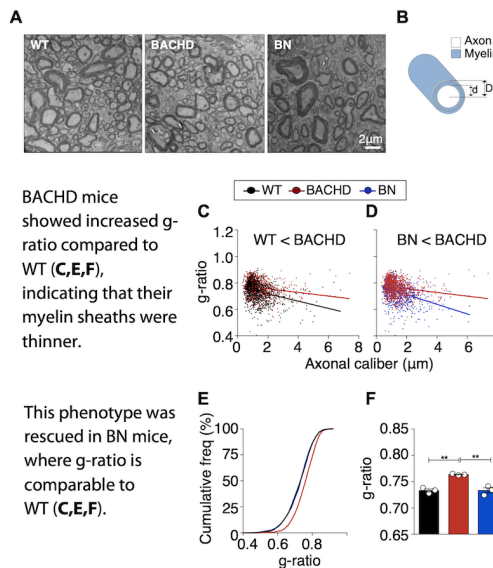 A
B
WT
BACHD
BN
2μm
Axon
Myelin
d
D
WT
BACHD
BN
BACHD mice
showed increased g-
ratio compared to
WT (C,E,F),
indicating that their
myelin sheaths were
thinner.
C
D
WT < BACHD
BN < BACHD
g-ratio
1.2
1.0
0.8
0.6
0.4
0 2 4 6 8
0 2 4 6
Axonal caliber (μm)
This phenotype was
rescued in BN mice,
where g-ratio is
comparable to
WT (C,E,F).
E
F
Cumulative freq (%)
100
75
50
25
0
0.4 0.6 0.8
g-ratio
g-ratio
0.85
0.80
0.75
0.70
0.65
** **